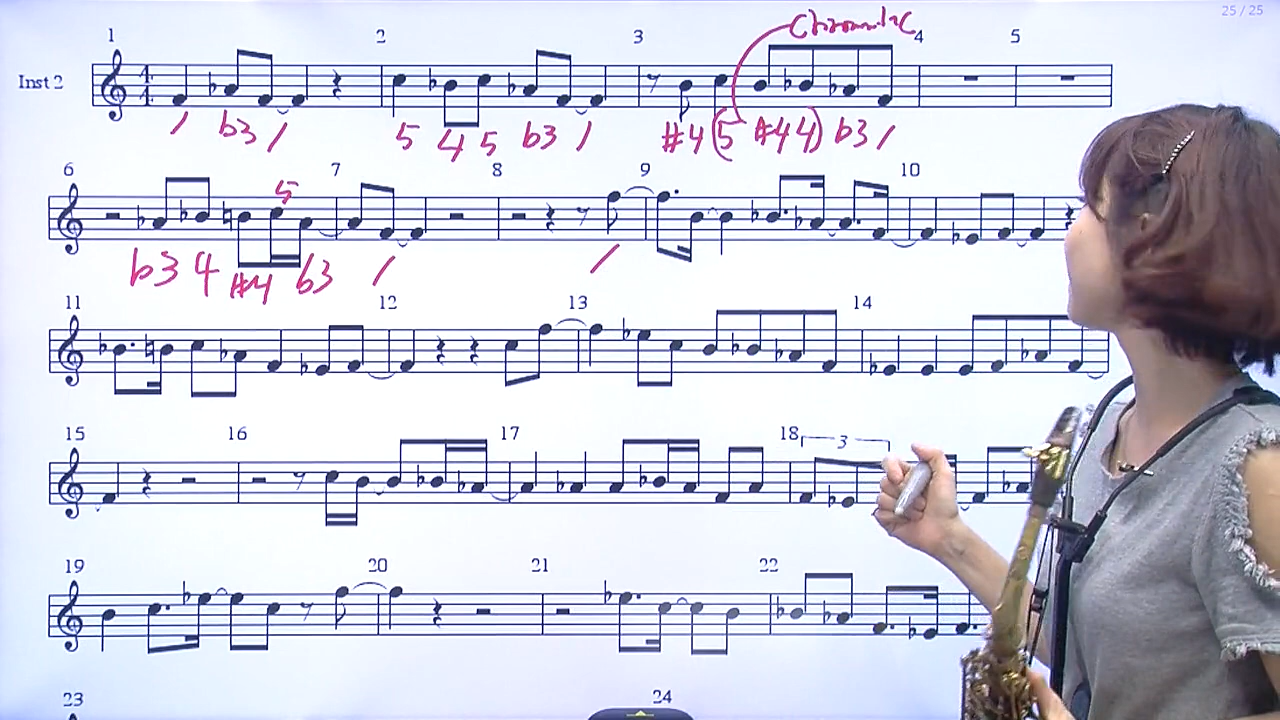 25 / 25
Chromatic
1 2 3 4 5
Inst 2
1 b3 1 5 4 5 b3 1 #4 (5 #4 4) b3 1
6 7 8 9 10
5
b3 4 #4 b3 1 1
11 12 13 14
15 16 17 18 3
19 20 21 22
23 24